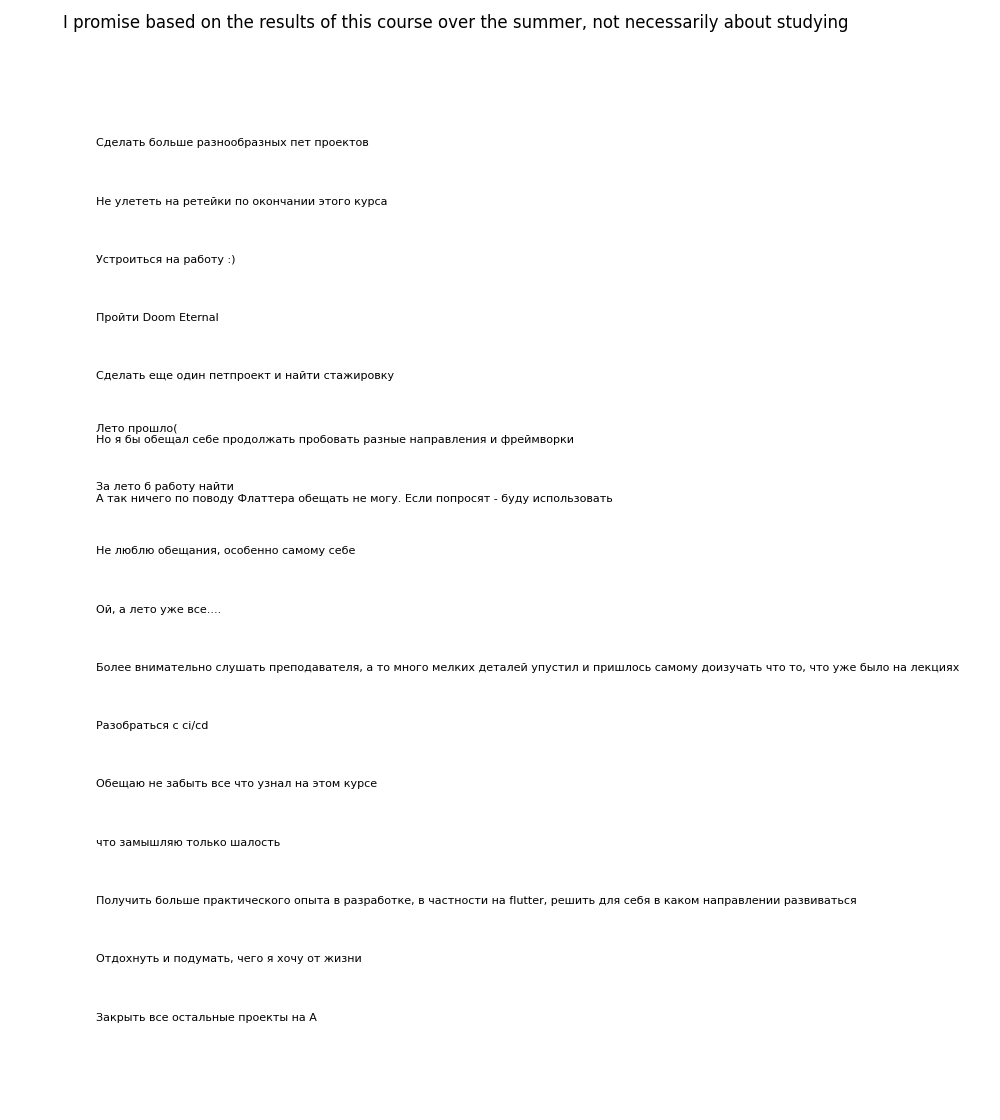 I promise based on the results of this course over the summer, not necessarily about studying
Сделать больше разнообразных пет проектов
Не улететь на ретейки по окончании этого курса
Устроиться на работу :)
Пройти Doom Eternal
Сделать еще один петпроект и найти стажировку
Лето прошло(
Но я бы обещал себе продолжать пробовать разные направления и фреймворки
За лето б работу найти
А так ничего по поводу Флаттера обещать не могу. Если попросят - буду использовать
Не люблю обещания, особенно самому себе
Ой, а лето уже все....
Более внимательно слушать преподавателя, а то много мелких деталей упустил и пришлось самому доизучать что то, что уже было на лекциях
Разобраться с ci/cd
Обещаю не забыть все что узнал на этом курсе
что замышляю только шалость
Получить больше практического опыта в разработке, в частности на flutter, решить для себя в каком направлении развиваться
Отдохнуть и подумать, чего я хочу от жизни
Закрыть все остальные проекты на А